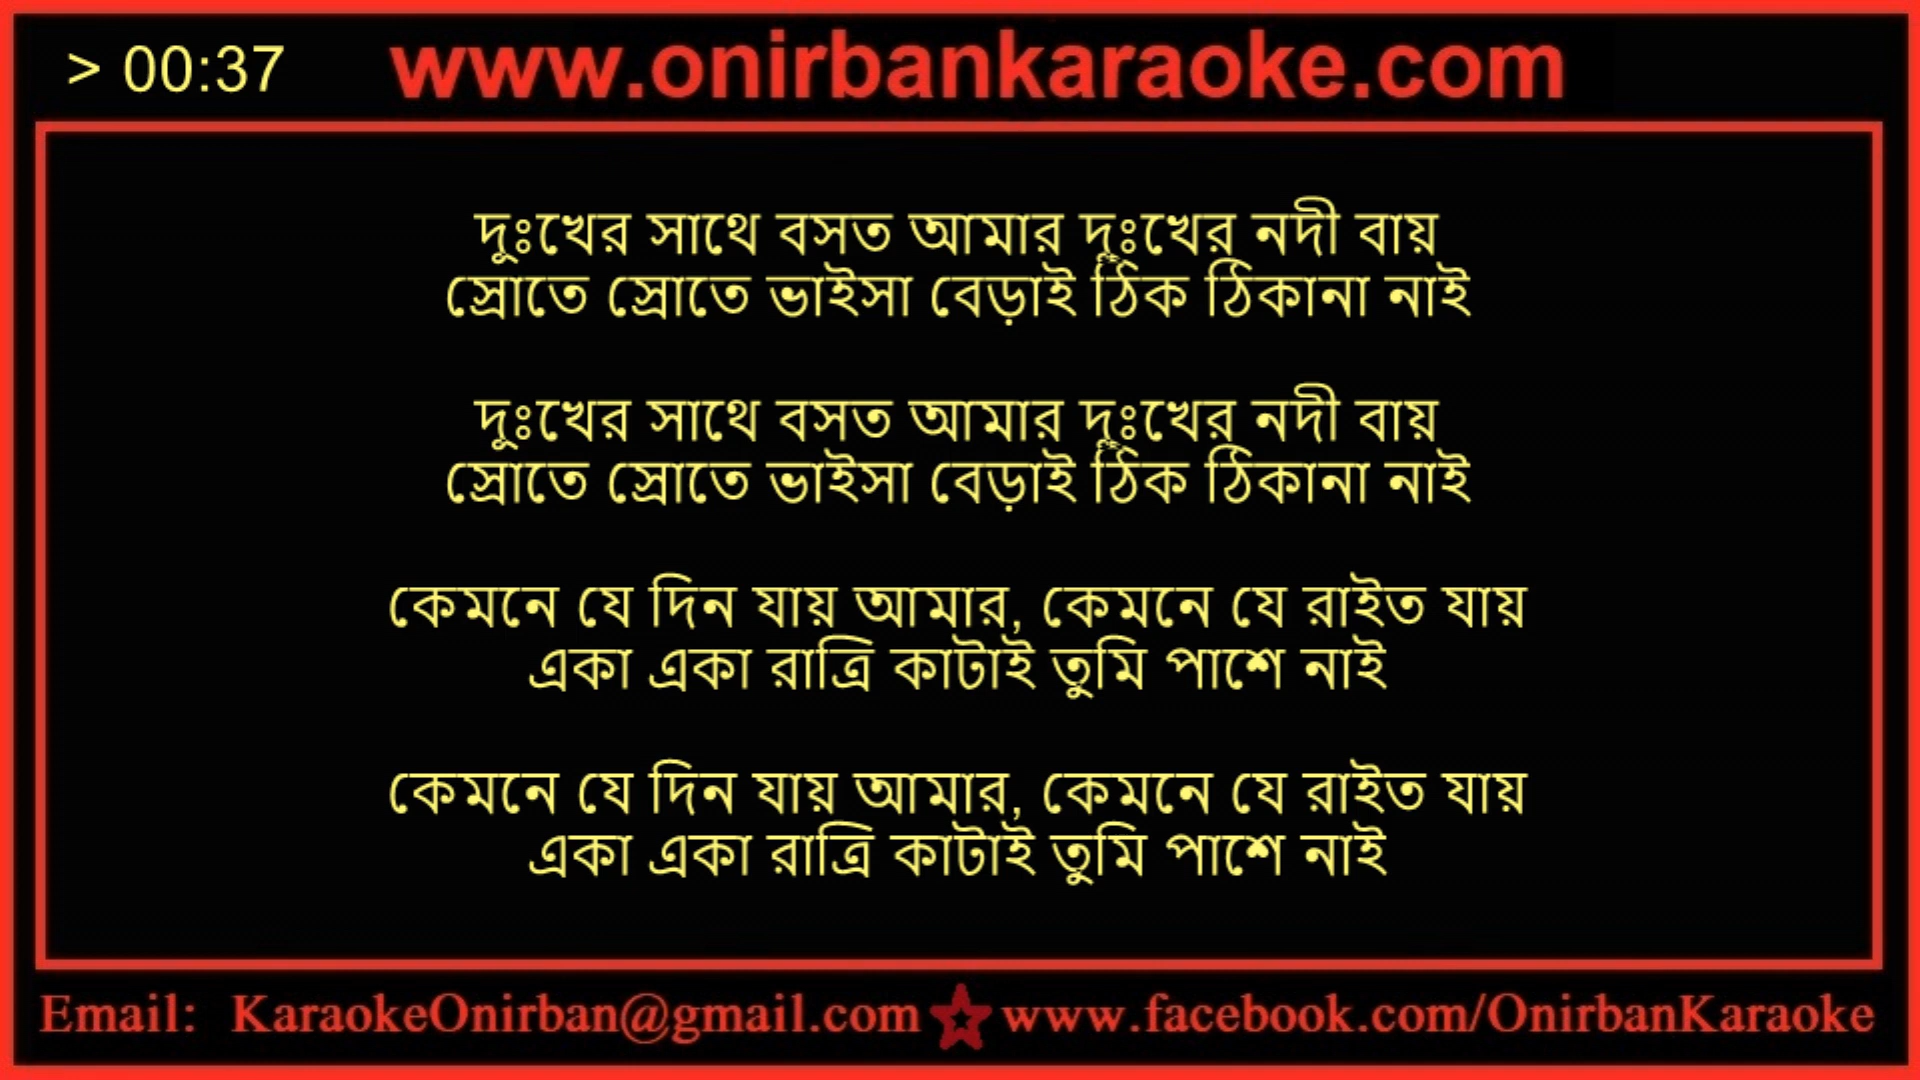 > 00:37 www.onirbankaraoke.com
দুঃখের সাথে বসত আমার দুঃখের নদী বায়
স্রোতে স্রোতে ভাইসা বেড়াই ঠিক ঠিকানা নাই
দুঃখের সাথে বসত আমার দুঃখের নদী বায়
স্রোতে স্রোতে ভাইসা বেড়াই ঠিক ঠিকানা নাই
কেমনে যে দিন যায় আমার, কেমনে যে রাইত যায়
একা একা রাত্রি কাটাই তুমি পাশে নাই
কেমনে যে দিন যায় আমার, কেমনে যে রাইত যায়
একা একা রাত্রি কাটাই তুমি পাশে নাই
Email: KaraokeOnirban@gmail.com www.facebook.com/OnirbanKaraoke